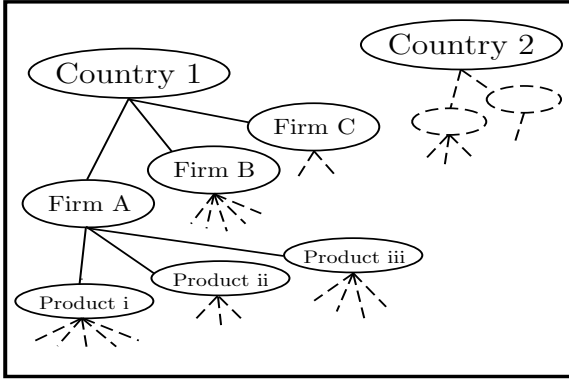 Country 1
Country 2
Firm C
Firm B
Firm A
Product iii
Product ii
Product i